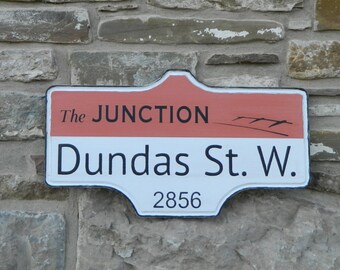 The JUNCTION
Dundas St. W.
2856